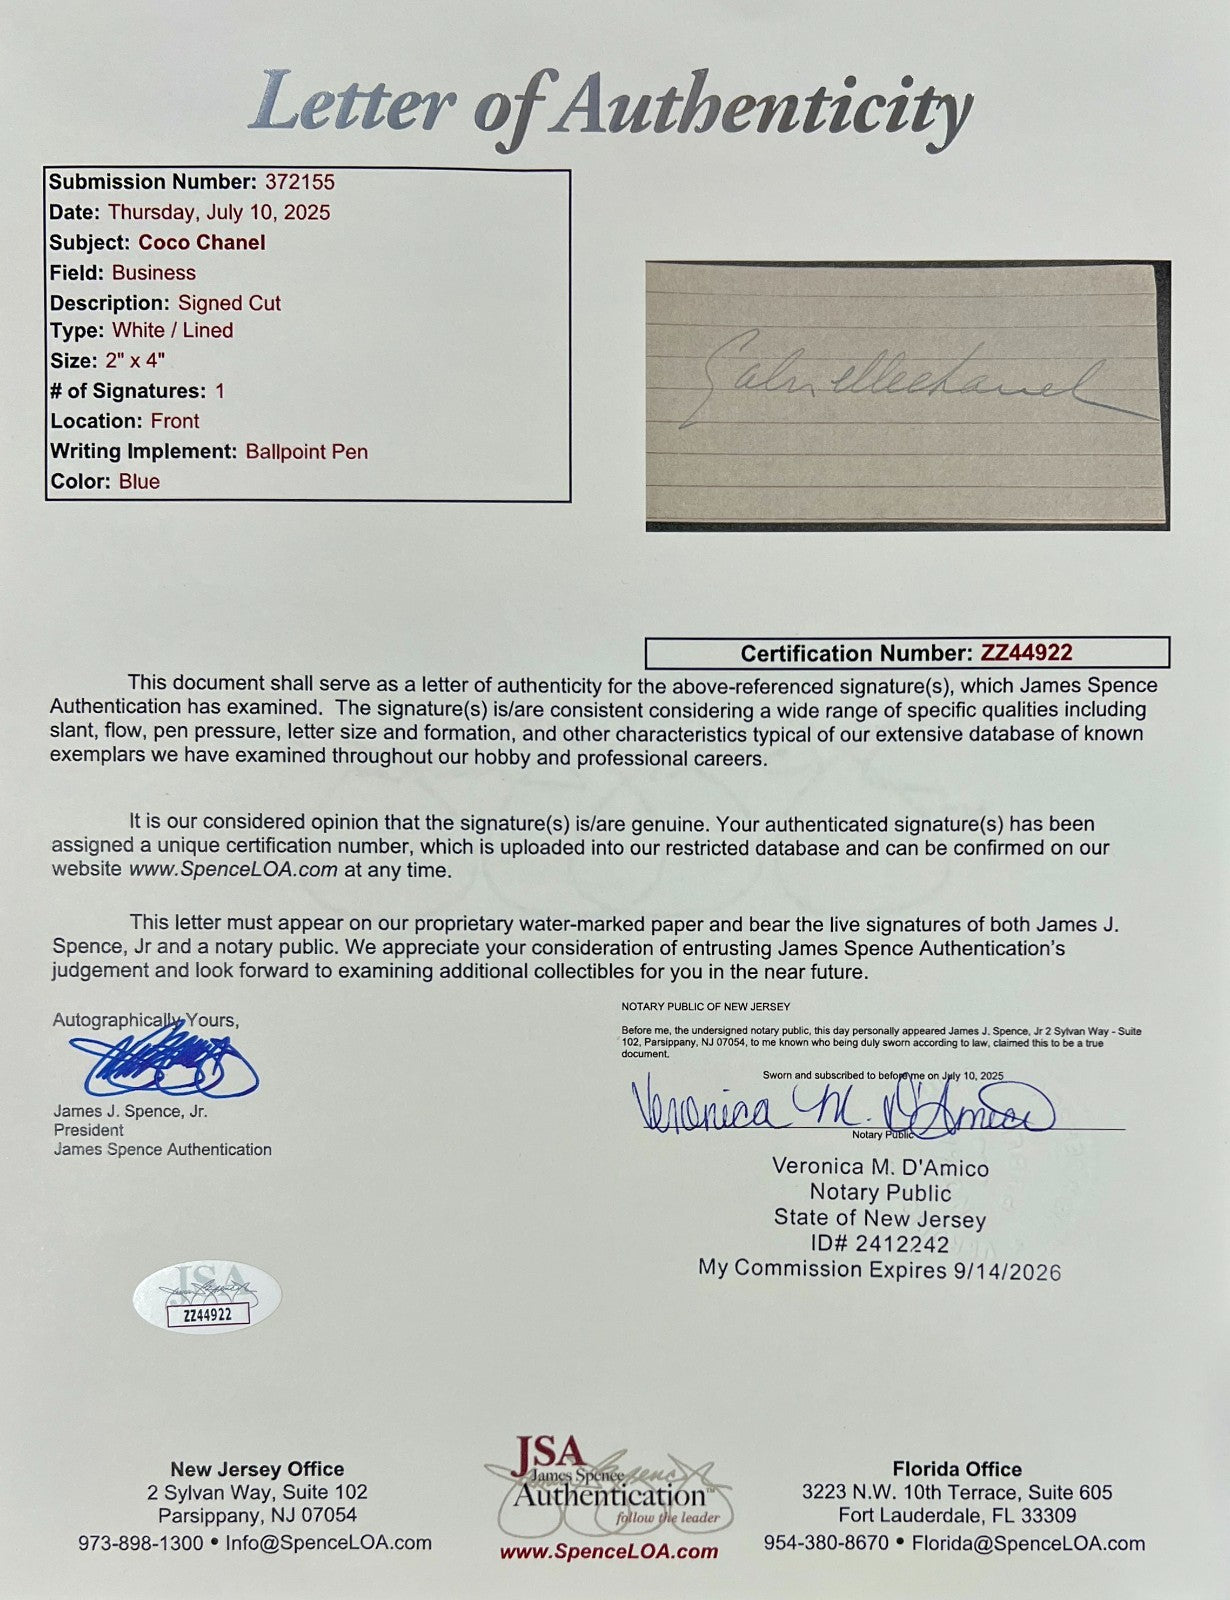 Letter of Authenticity
Submission Number: 372155
Date: Thursday, July 10, 2025
Subject: Coco Chanel
Field: Business
Description: Signed Cut
Type: White / Lined
Size: 2" x 4"
# of Signatures: 1
Location: Front
Writing Implement: Ballpoint Pen
Color: Blue
Gabriellechanel
Certification Number: ZZ44922
This document shall serve as a letter of authenticity for the above-referenced signature(s), which James Spence
Authentication has examined. The signature(s) is/are consistent considering a wide range of specific qualities including
slant, flow, pen pressure, letter size and formation, and other characteristics typical of our extensive database of known
exemplars we have examined throughout our hobby and professional careers.
It is our considered opinion that the signature(s) is/are genuine. Your authenticated signature(s) has been
assigned a unique certification number, which is uploaded into our restricted database and can be confirmed on our
website www.SpenceLOA.com at any time.
This letter must appear on our proprietary water-marked paper and bear the live signatures of both James J.
Spence, Jr and a notary public. We appreciate your consideration of entrusting James Spence Authentication's
judgement and look forward to examining additional collectibles for you in the near future.
Autographically Yours,
James J. Spence, Jr.
President
James Spence Authentication
NOTARY PUBLIC OF NEW JERSEY
Before me, the undersigned notary public, this day personally appeared James J. Spence, Jr 2 Sylvan Way - Suite
102, Parsippany, NJ 07054, to me known who being duly sworn according to law, claimed this to be a true
document.
Sworn and subscribed to before me on July 10, 2025
Veronica M. D'Amico
Notary Public
Veronica M. D'Amico
Notary Public
State of New Jersey
ID# 2412242
My Commission Expires 9/14/2026
JSA
ZZ44922
New Jersey Office
2 Sylvan Way, Suite 102
Parsippany, NJ 07054
973-898-1300 • Info@SpenceLOA.com
JSA
James Spence
Authentication™
follow the leader
www.SpenceLOA.com
Florida Office
3223 N.W. 10th Terrace, Suite 605
Fort Lauderdale, FL 33309
954-380-8670 • Florida@SpenceLOA.com